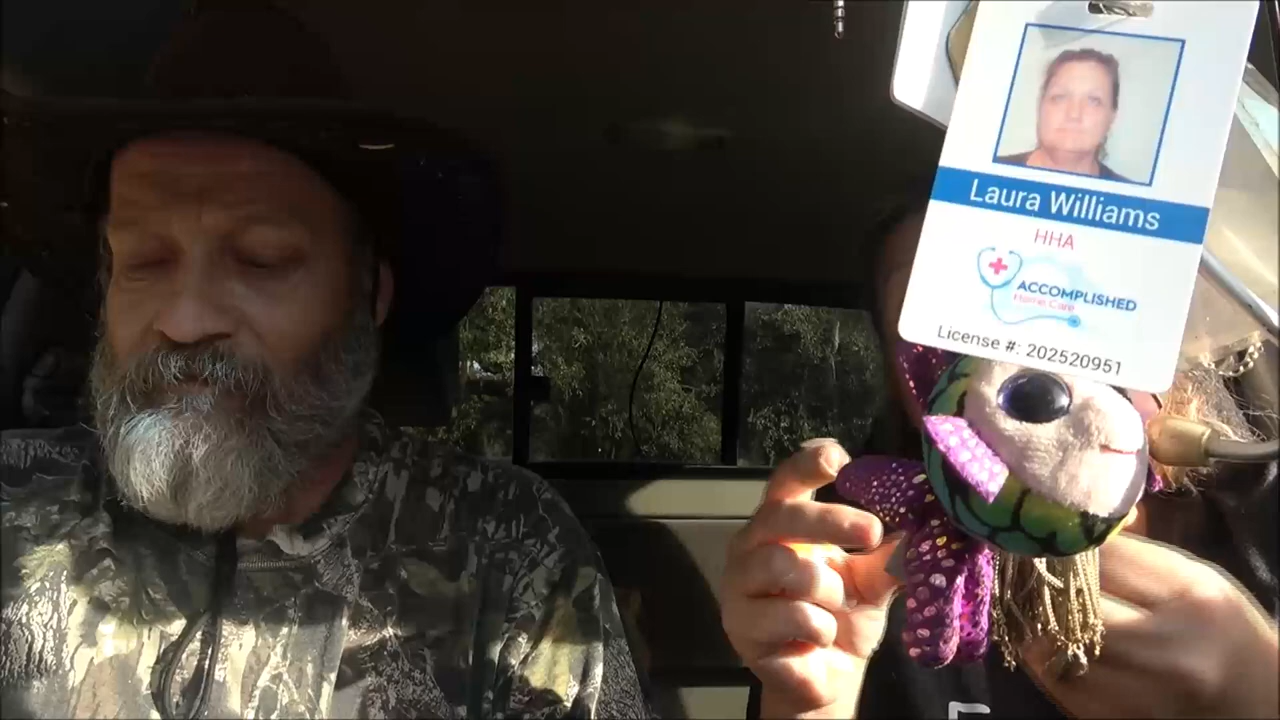 Laura Williams
HHA
ACCOMPLISHED
Home Care
License #: 202520951